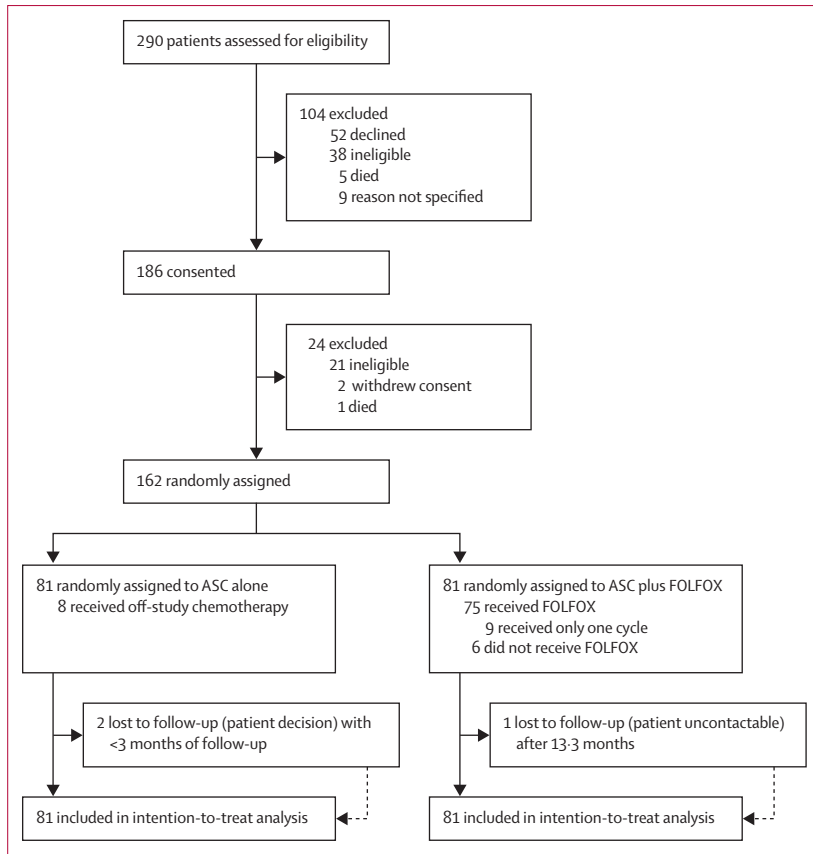 290 patients assessed for eligibility
104 excluded
52 declined
38 ineligible
5 died
9 reason not specified
186 consented
24 excluded
21 ineligible
2 withdrew consent
1 died
162 randomly assigned
81 randomly assigned to ASC alone
8 received off-study chemotherapy
81 randomly assigned to ASC plus FOLFOX
75 received FOLFOX
9 received only one cycle
6 did not receive FOLFOX
2 lost to follow-up (patient decision) with
<3 months of follow-up
1 lost to follow-up (patient uncontactable)
after 13·3 months
81 included in intention-to-treat analysis
81 included in intention-to-treat analysis